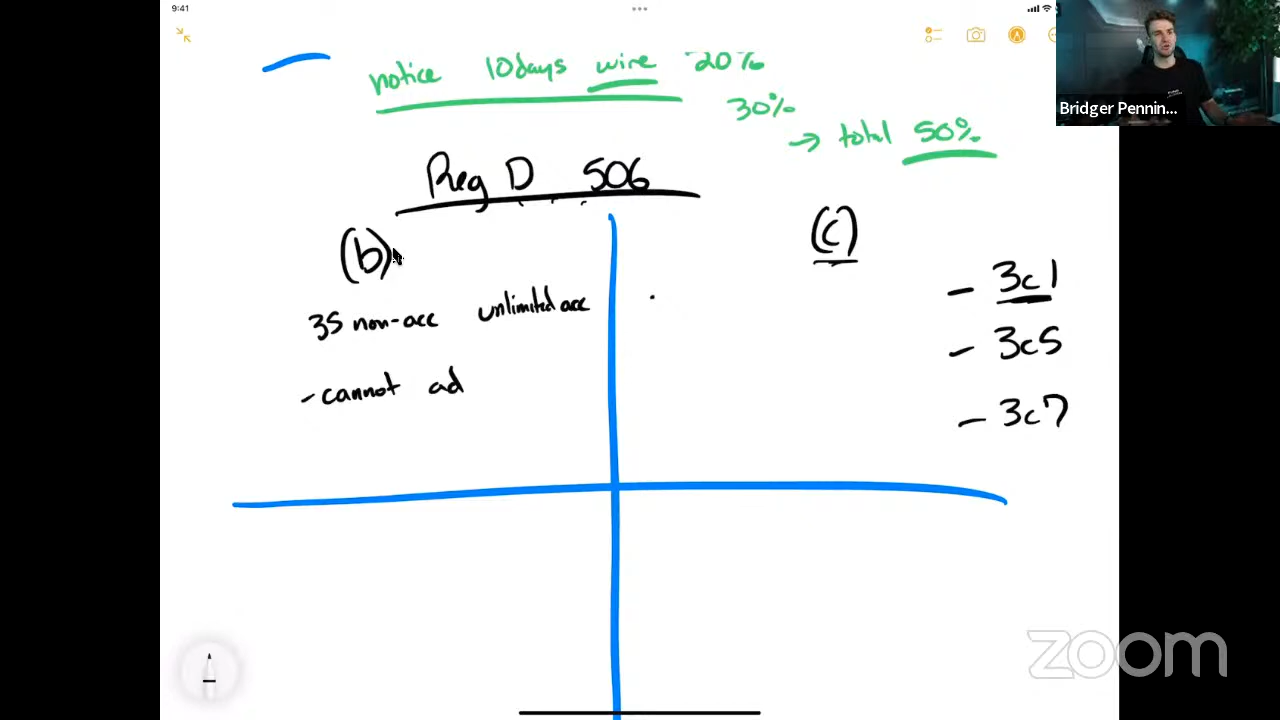 9:41
notice 10days wire 20%
30%
→ total 50%
Bridger Pennin...
Reg D 506
(b)
(c)
35 non-acc unlimited acc
- cannot ad
- 3c1
- 3c5
- 3c7
zoom